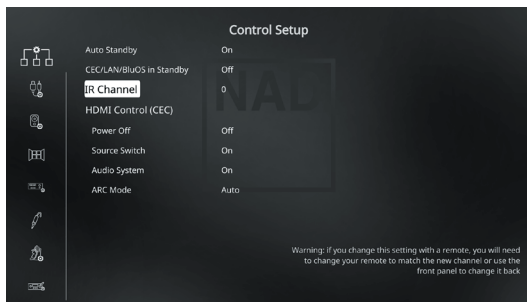 Control Setup
Auto Standby On
CEC/LAN/BluOS in Standby Off
IR Channel 0
HDMI Control (CEC)
Power Off Off
Source Switch On
Audio System On
ARC Mode Auto
NAD
Warning: if you change this setting with a remote, you will need
to change your remote to match the new channel or use the
front panel to change it back